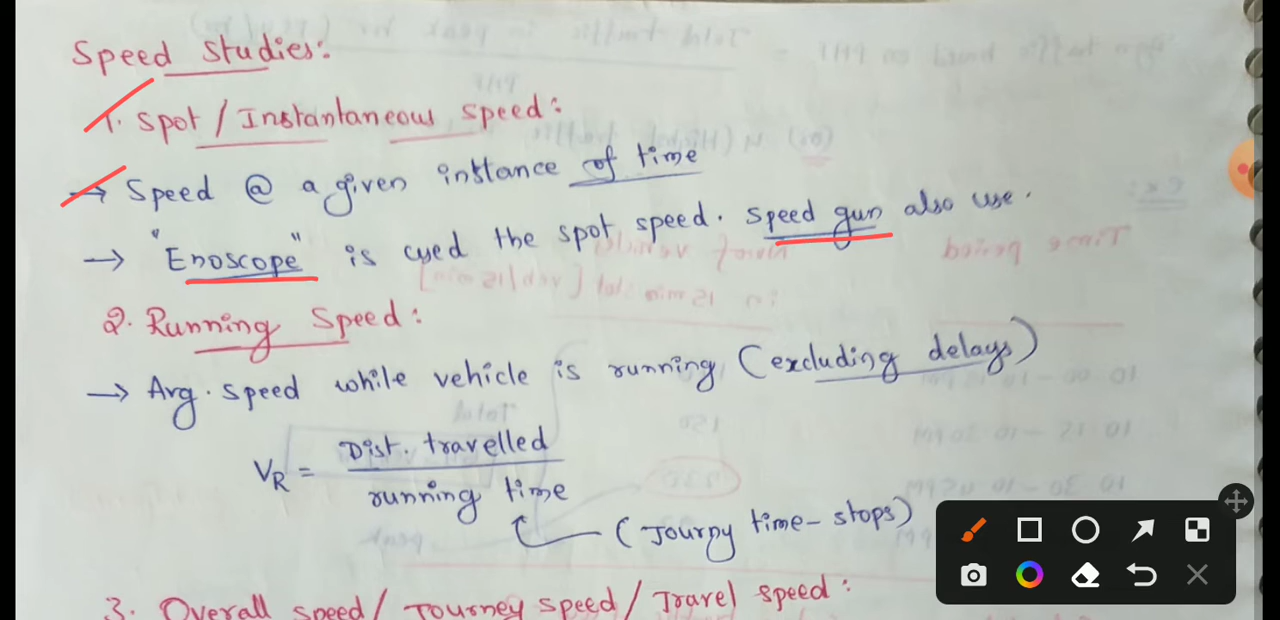 Speed Studies:
1. Spot / Instantaneous speed:
→ Speed @ a given instance of time
→ "Enoscope" is cyed the spot speed. Speed gun also use.
2. Running Speed:
→ Avg. speed while vehicle is running (excluding delays)
V_R = Dist. travelled
running time
(Journy time - stops)
3. Overall speed / Journey speed / Travel speed: